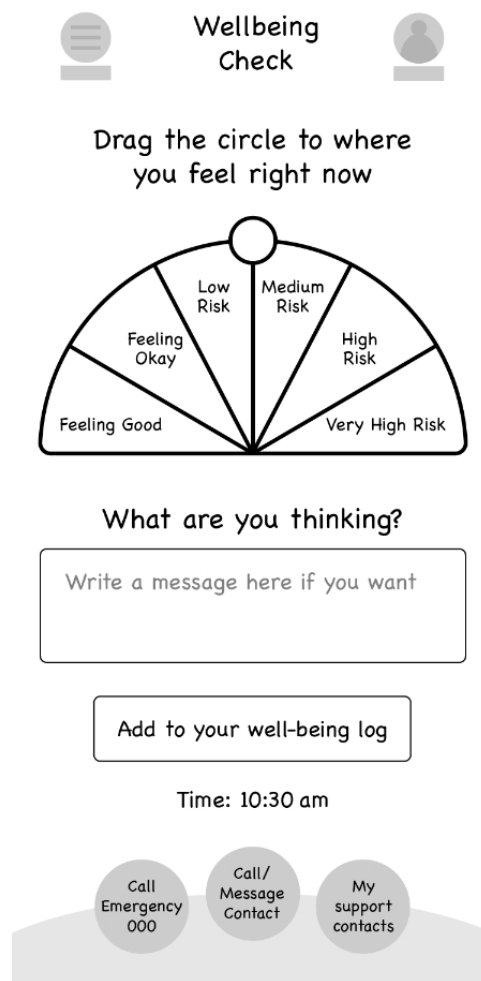 Wellbeing
Check
Drag the circle to where
you feel right now
Low
Risk
Medium
Risk
Feeling
Okay
High
Risk
Feeling Good
Very High Risk
What are you thinking?
Write a message here if you want
Add to your well-being log
Time: 10:30 am
Call
Emergency
000
Call/
Message
Contact
My
support
contacts